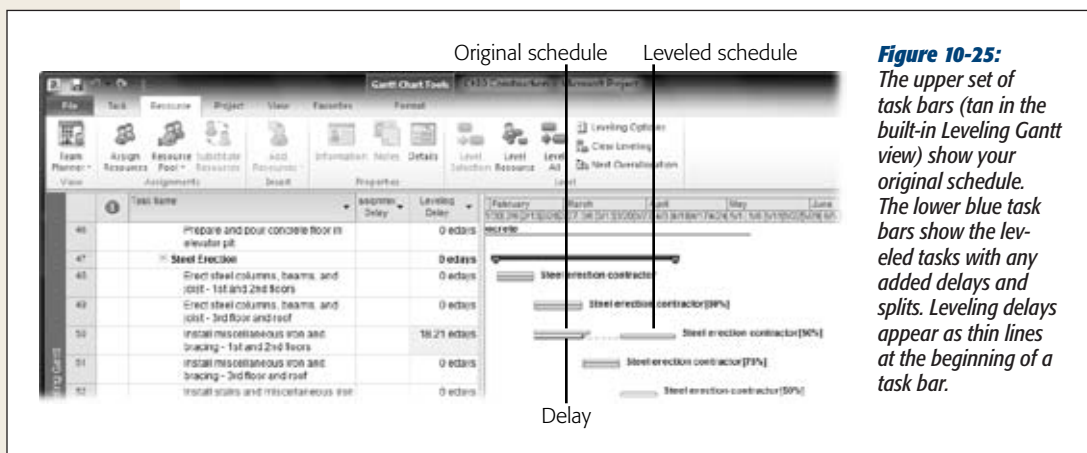 Original schedule Leveled schedule
Gantt Chart Tools
File Task Resource Project View Favorites Format
Team Planner
Assign Resources
Resource Pool
Substitute Resources
Add Resources
Information Notes Details
Level Selection
Level Resource
Level All
Leveling Options
Clear Leveling
Next Overallocation
View Assignments Insert Properties Level
Task Name
Delay
Leveling Delay
February March April May June
46 Prepare and pour concrete floor in 0 edays
elevator pit
47 Steel Erection 0 edays
48 Erect steel columns, beams, and 0 edays Steel erection contractor
joist - 1st and 2nd floors
49 Erect steel columns, beams, and 0 edays
joist - 3rd floor and roof
Steel erection contractor
50 Install miscellaneous iron and 18.21 edays Steel erection contractor[50%]
bracing - 1st and 2nd floors
51 Install miscellaneous iron and 0 edays Steel erection contractor[75%]
bracing - 3rd floor and roof
52 Install stairs and miscellaneous iron 0 edays Steel erection contractor[50%]
Delay
Figure 10-25:
The upper set of
task bars (tan in the
built-in Leveling Gantt
view) show your
original schedule.
The lower blue task
bars show the lev-
eled tasks with any
added delays and
splits. Leveling delays
appear as thin lines
at the beginning of a
task bar.